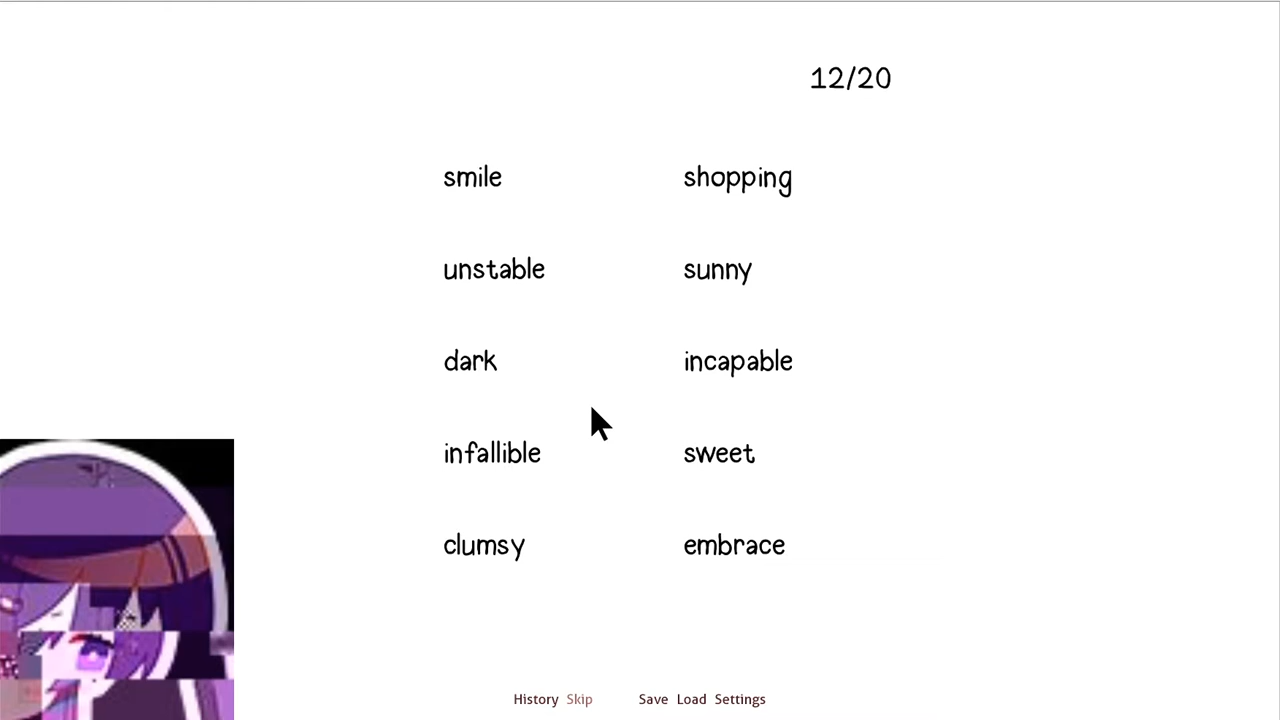 12/20
smile shopping
unstable sunny
dark incapable
infallible sweet
clumsy embrace
History Skip Save Load Settings